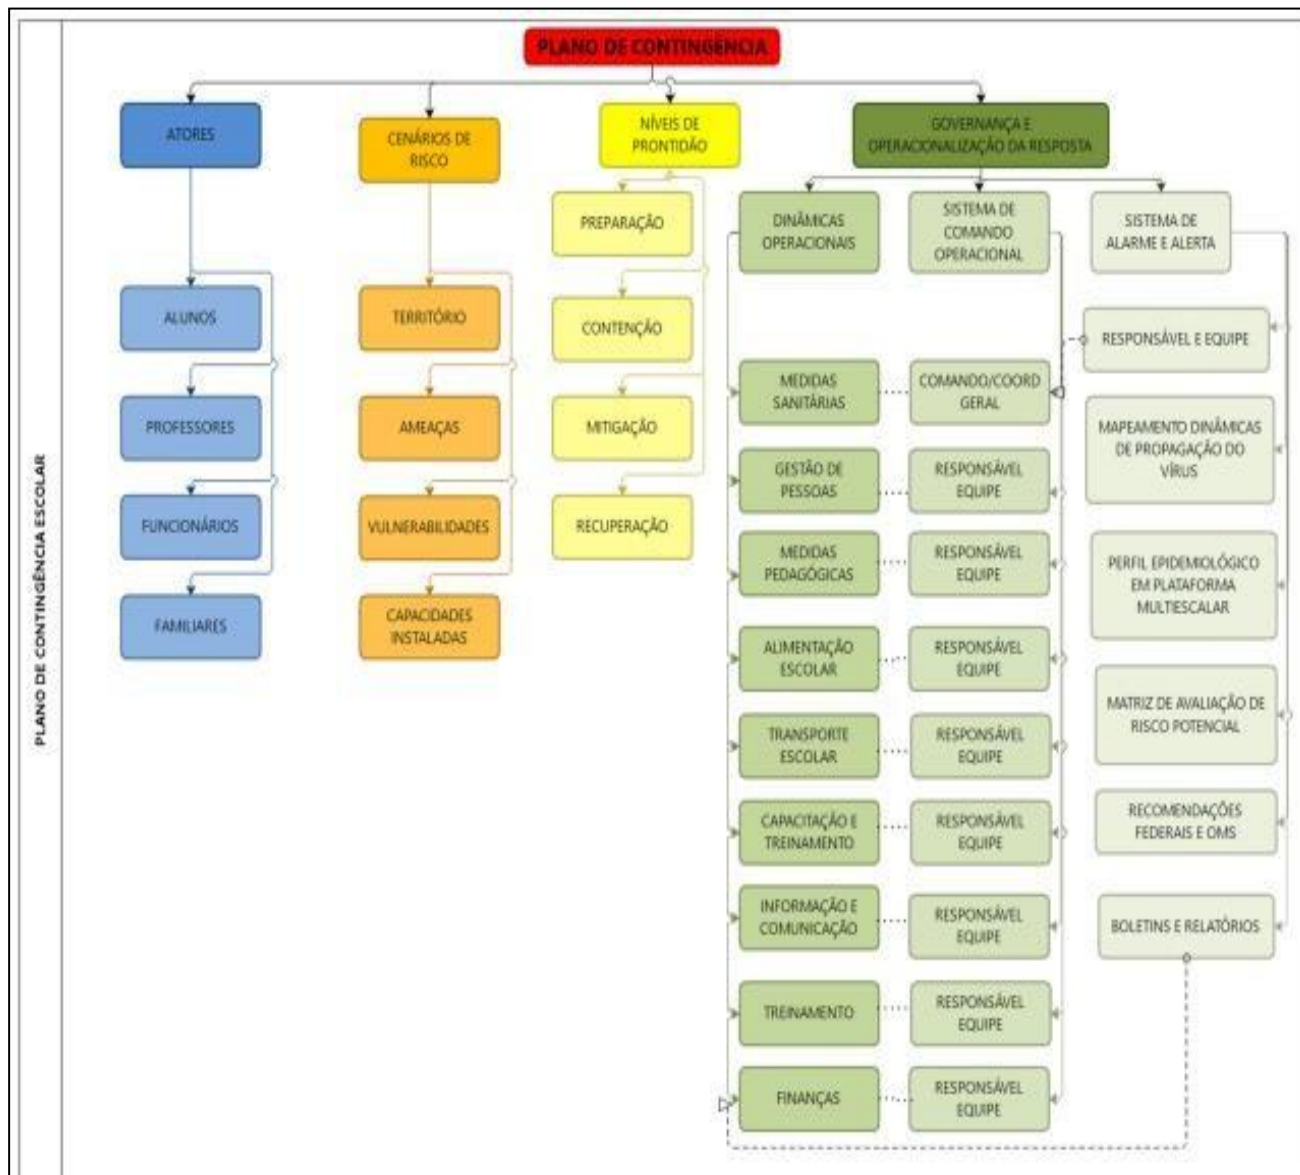 PLANO DE CONTINGÊNCIA ESCOLAR
PLANO DE CONTINGÊNCIA
ATORES
CENÁRIOS DE
RISCO
NÍVEIS DE
PRONTIDÃO
GOVERNANÇA E
OPERACIONALIZAÇÃO DA RESPOSTA
ALUNOS
PROFESSORES
FUNCIONÁRIOS
FAMILIARES
TERRITÓRIO
AMEAÇAS
VULNERABILIDADES
CAPACIDADES
INSTALADAS
PREPARAÇÃO
CONTENÇÃO
MITIGAÇÃO
RECUPERAÇÃO
DINÂMICAS
OPERACIONAIS
MEDIDAS
SANITÁRIAS
GESTÃO DE
PESSOAS
MEDIDAS
PEDAGÓGICAS
ALIMENTAÇÃO
ESCOLAR
TRANSPORTE
ESCOLAR
CAPACITAÇÃO E
TREINAMENTO
INFORMAÇÃO E
COMUNICAÇÃO
TREINAMENTO
FINANÇAS
SISTEMA DE
COMANDO
OPERACIONAL
COMANDO/COORD
GERAL
RESPONSÁVEL
EQUIPE
RESPONSÁVEL
EQUIPE
RESPONSÁVEL
EQUIPE
RESPONSÁVEL
EQUIPE
RESPONSÁVEL
EQUIPE
RESPONSÁVEL
EQUIPE
RESPONSÁVEL
EQUIPE
RESPONSÁVEL
EQUIPE
SISTEMA DE
ALARME E ALERTA
RESPONSÁVEL E EQUIPE
MAPEAMENTO DINÂMICAS
DE PROPAGAÇÃO DO
VÍRUS
PERFIL EPIDEMIOLÓGICO
EM PLATAFORMA
MULTIESCALAR
MATRIZ DE AVALIAÇÃO DE
RISCO POTENCIAL
RECOMENDAÇÕES
FEDERAIS E OMS
BOLETINS E RELATÓRIOS